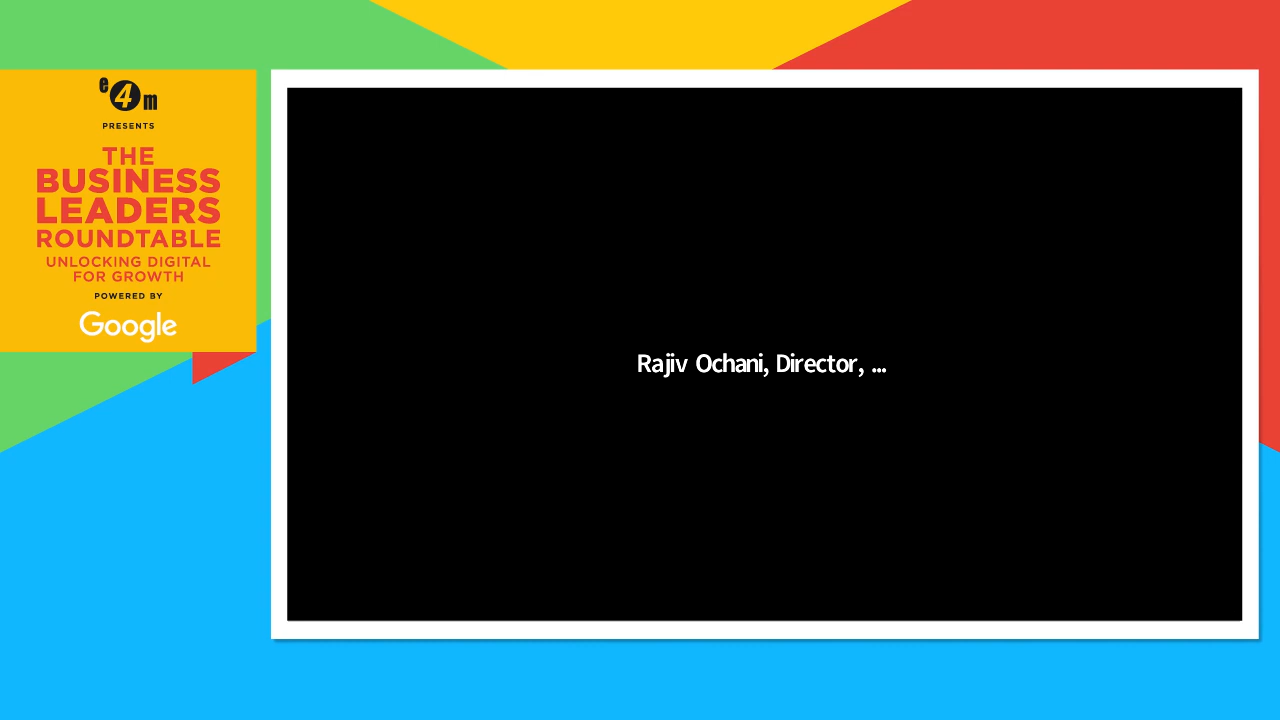 e4m
PRESENTS
THE
BUSINESS
LEADERS
ROUNDTABLE
UNLOCKING DIGITAL
FOR GROWTH
POWERED BY
Google
Rajiv Ochani, Director, ...